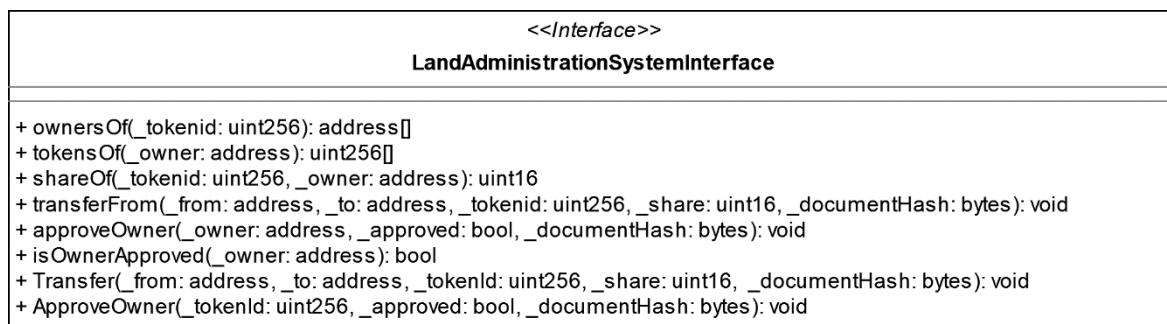 <<Interface>>
LandAdministrationSystemInterface
+ ownersOf(_tokenid: uint256): address[]
+ tokensOf(_owner: address): uint256[]
+ shareOf(_tokenid: uint256, _owner: address): uint16
+ transferFrom(_from: address, _to: address, _tokenid: uint256, _share: uint16, _documentHash: bytes): void
+ approveOwner(_owner: address, _approved: bool, _documentHash: bytes): void
+ isOwnerApproved(_owner: address): bool
+ Transfer(_from: address, _to: address, _tokenId: uint256, _share: uint16, _documentHash: bytes): void
+ ApproveOwner(_tokenId: uint256, _approved: bool, _documentHash: bytes): void